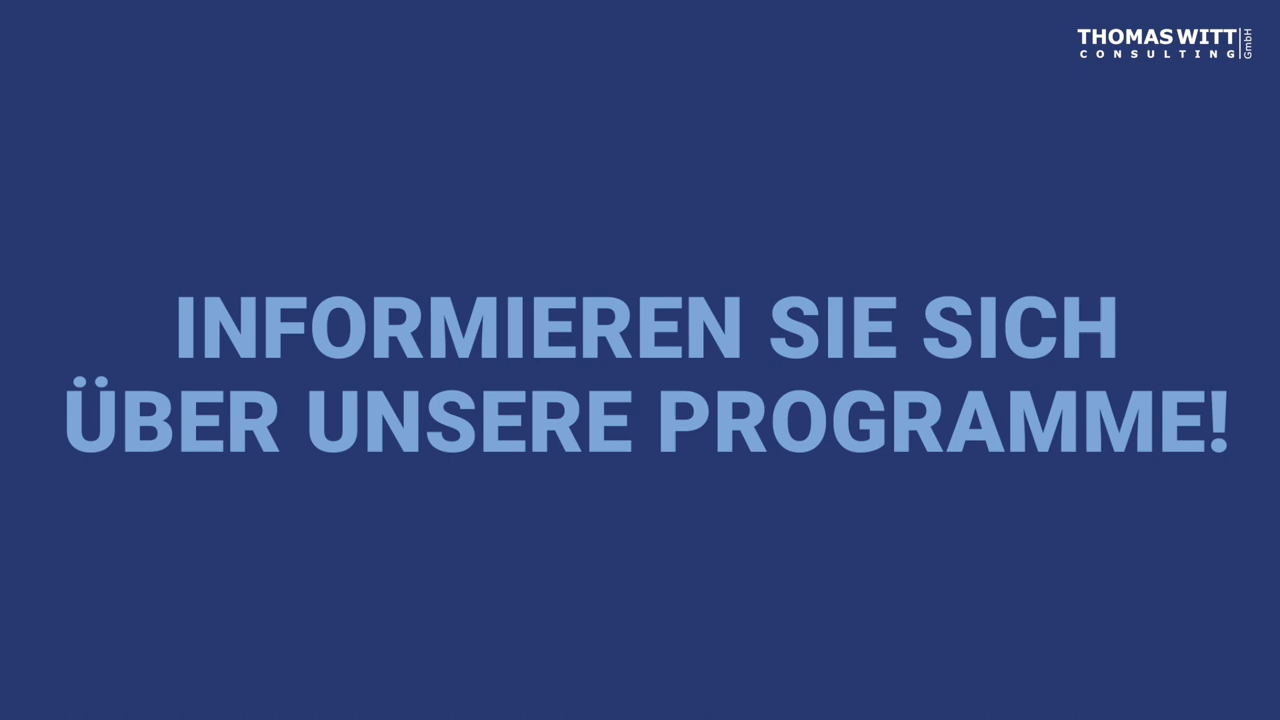 THOMAS WITT
CONSULTING
GmbH
INFORMIEREN SIE SICH
ÜBER UNSERE PROGRAMME!